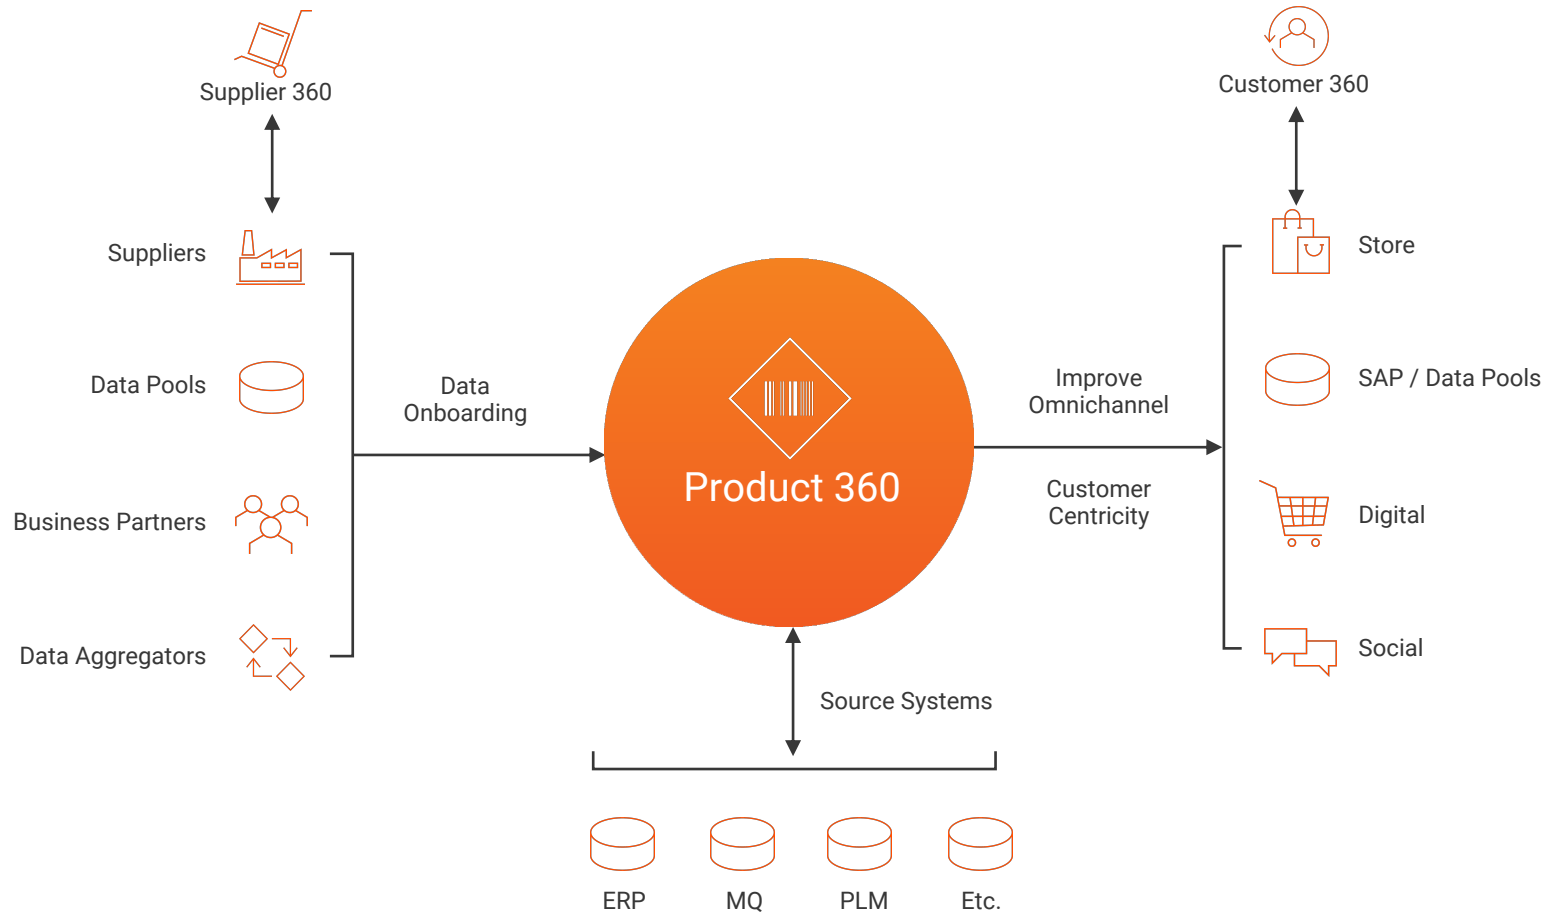 Supplier 360
Customer 360
Suppliers
Store
Data Pools
SAP / Data Pools
Data
Onboarding
Improve
Omnichannel
Product 360
Customer
Centricity
Business Partners
Digital
Data Aggregators
Social
Source Systems
ERP
MQ
PLM
Etc.